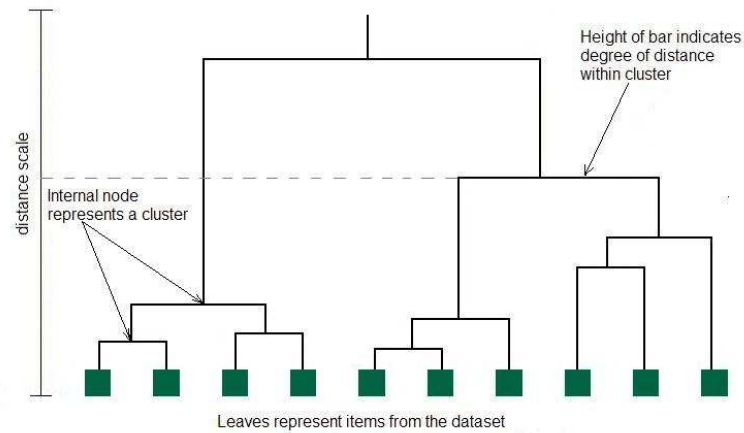 Height of bar indicates
degree of distance
within cluster
distance scale
Internal node
represents a cluster
Leaves represent items from the dataset